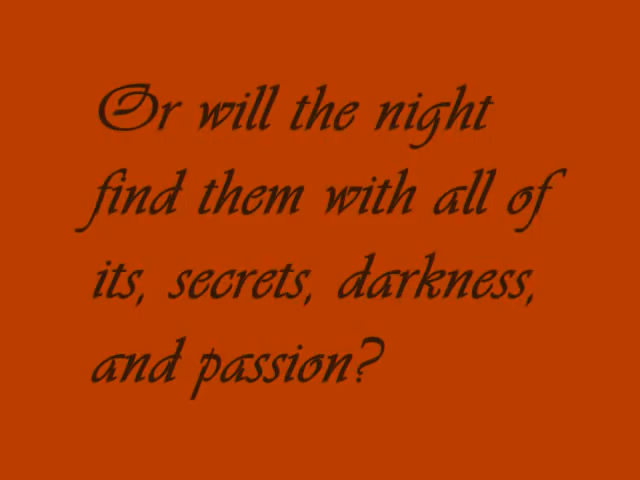 Or will the night
find them with all of
its, secrets, darkness,
and passion?